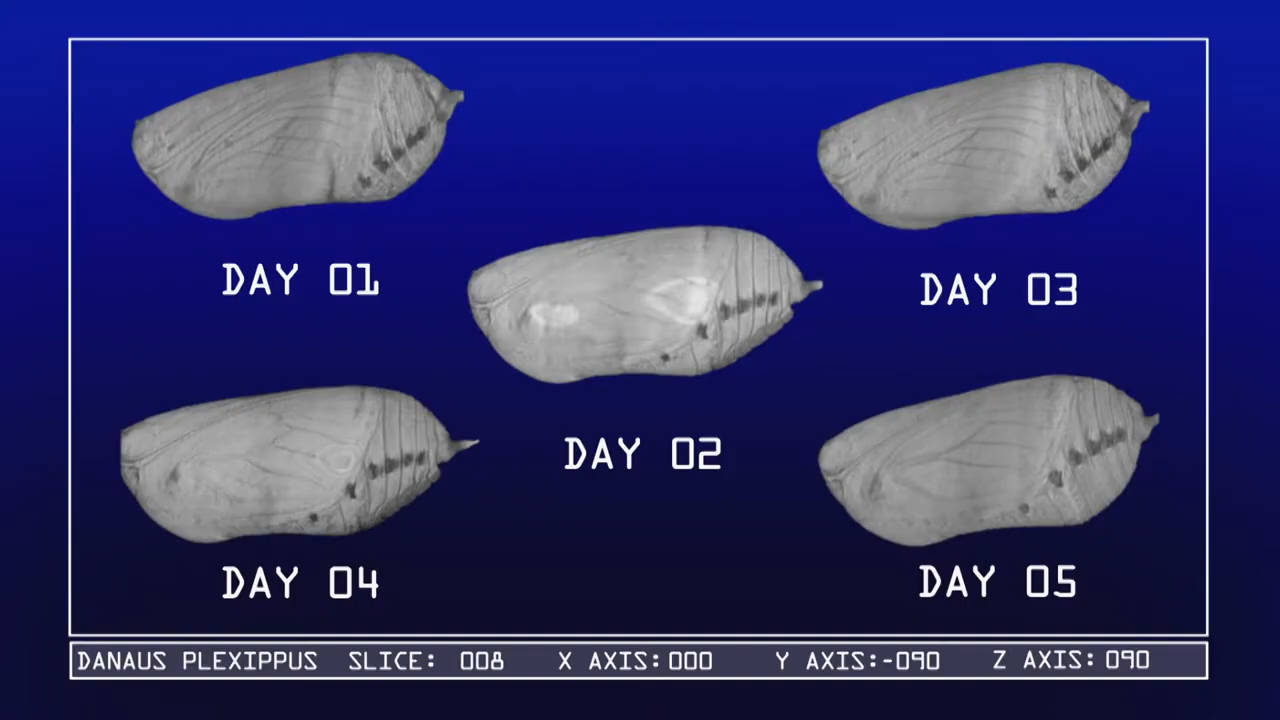 DAY 01
DAY 03
DAY 02
DAY 04
DAY 05
DANAUS PLEXIPPUS SLICE: 008 X AXIS: 000 Y AXIS:-090 Z AXIS: 090